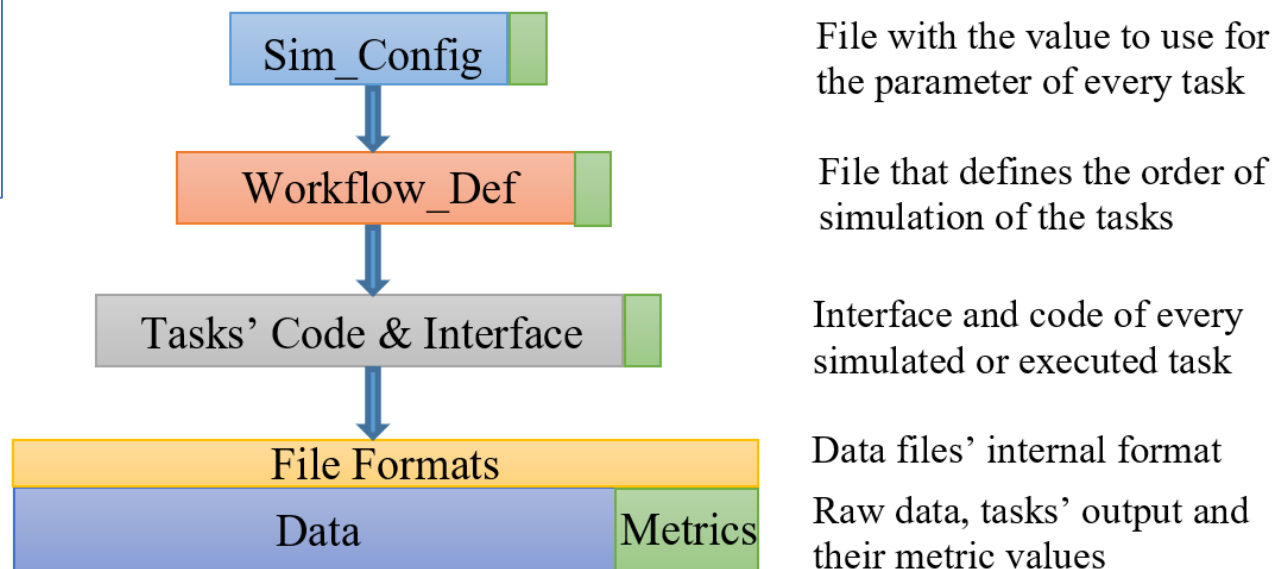 Sim_Config
File with the value to use for
the parameter of every task
Workflow_Def
File that defines the order of
simulation of the tasks
Tasks’ Code & Interface
Interface and code of every
simulated or executed task
File Formats
Data files’ internal format
Data
Metrics
Raw data, tasks’ output and
their metric values